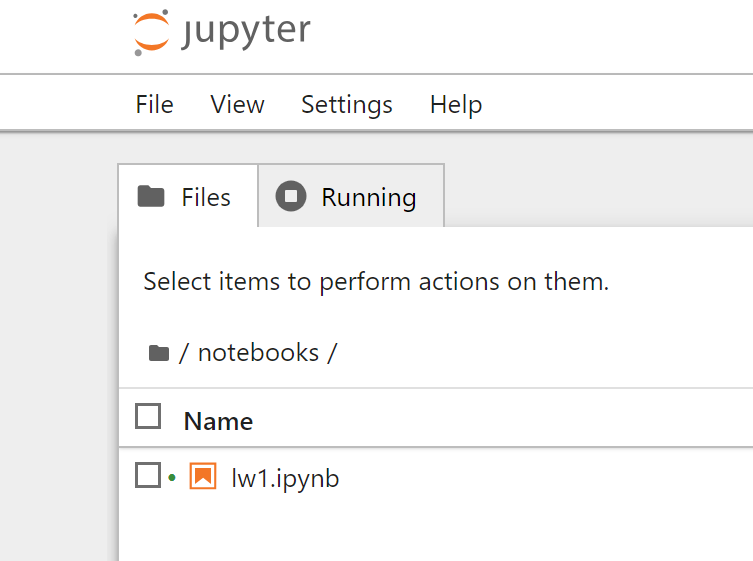 jupyter
File View Settings Help
Files Running
Select items to perform actions on them.
/ notebooks /
Name
lw1.ipynb